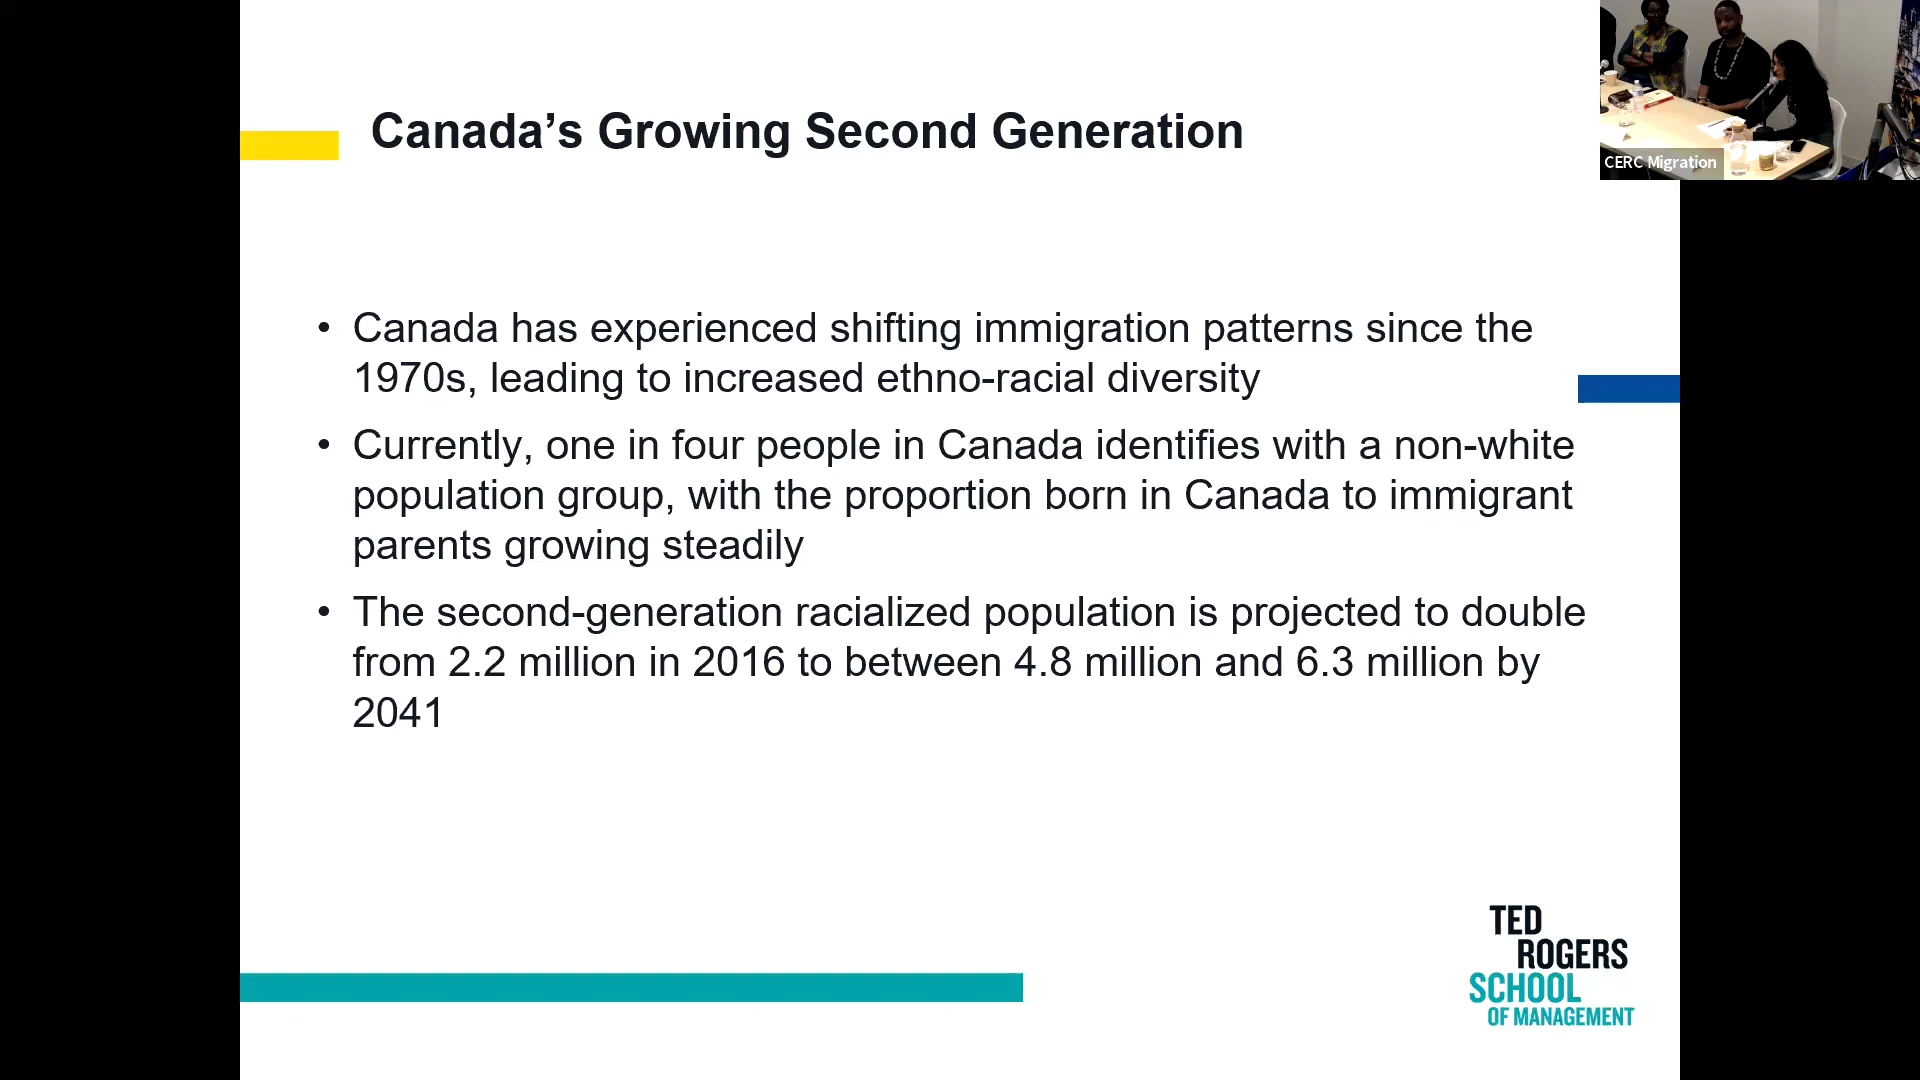 Canada’s Growing Second Generation
CERC Migration
• Canada has experienced shifting immigration patterns since the
1970s, leading to increased ethno-racial diversity
• Currently, one in four people in Canada identifies with a non-white
population group, with the proportion born in Canada to immigrant
parents growing steadily
• The second-generation racialized population is projected to double
from 2.2 million in 2016 to between 4.8 million and 6.3 million by
2041
TED
ROGERS
SCHOOL
OF MANAGEMENT